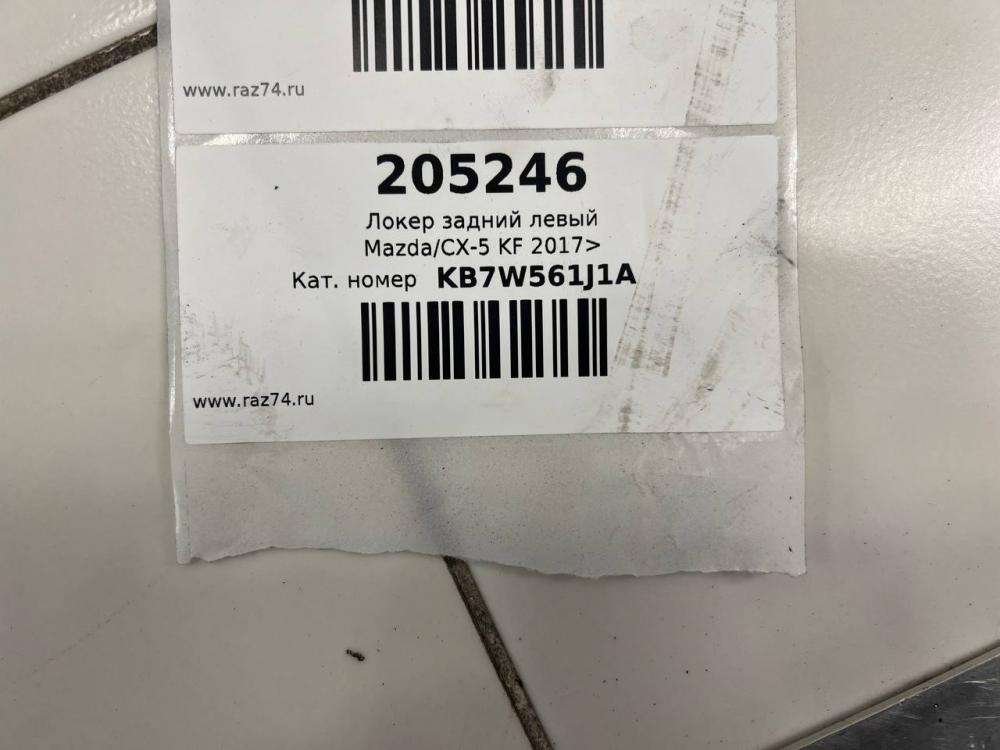 www.raz74.ru
205246
Локер задний левый
Mazda/CX-5 KF 2017>
Кат. номер KB7W561J1A
www.raz74.ru